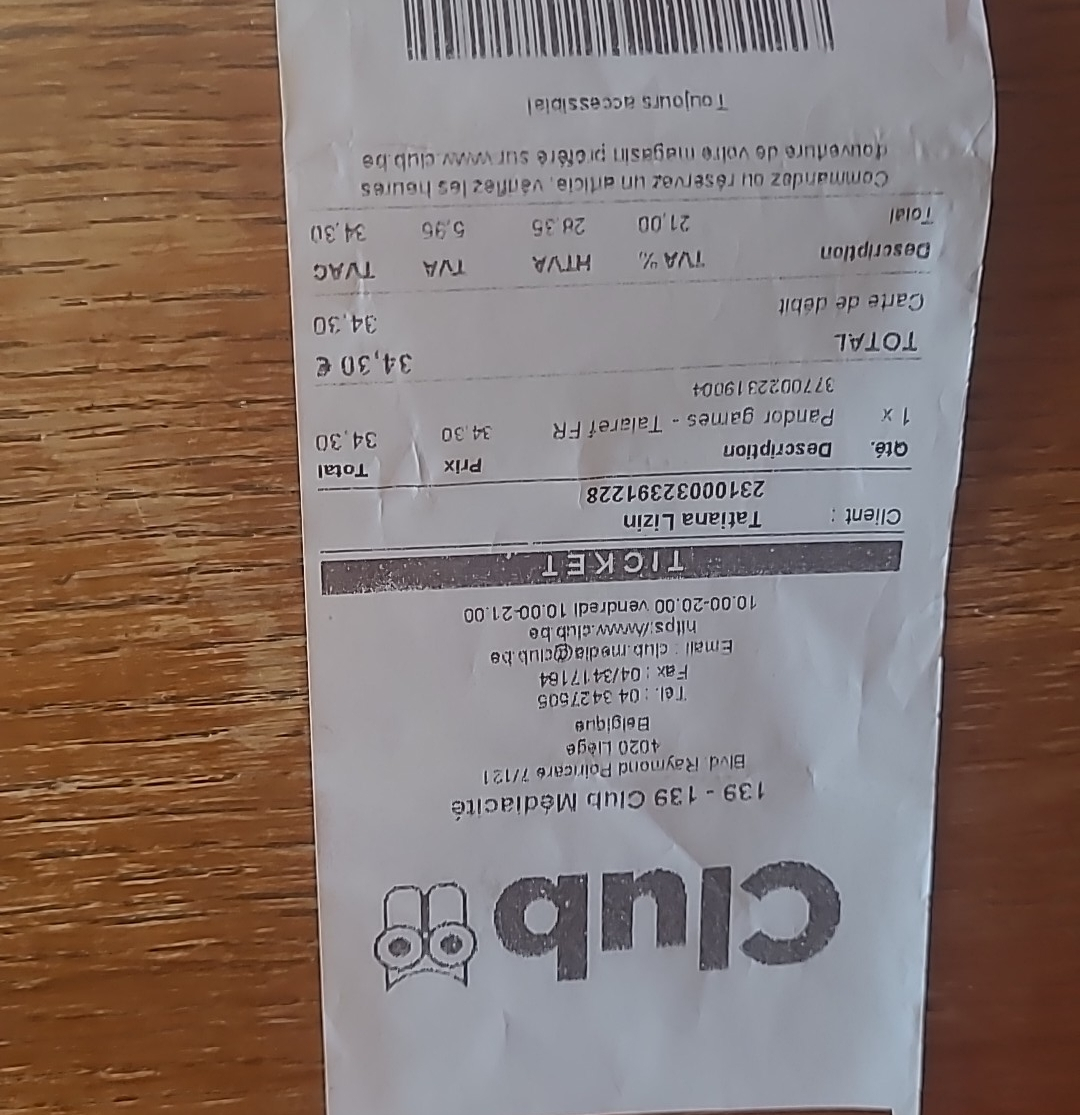 Club
139 - 139 Club Médiacité
Blvd. Raymond Poincaré 7/121
4020 Liège
Belgique
Tél. : 04 3427505
Fax : 04/3417184
Email : club.media@club.be
https://www.club.be
10.00-20.00 vendredi 10.00-21.00
TICKET
Client : Tatiana Lizin
231000032391228
Qté. Description Prix Total
1 x Pandor games - Talaref FR 34,30 34,30
3770022319004
TOTAL 34,30 €
Carte de débit 34,30
Description TVA % HTVA TVA TVAC
Total 21,00 28,35 5,95 34,30
Commandez ou réservez un article, vérifiez les heures
d'ouverture de votre magasin préféré sur www.club.be
Toujours accessible!